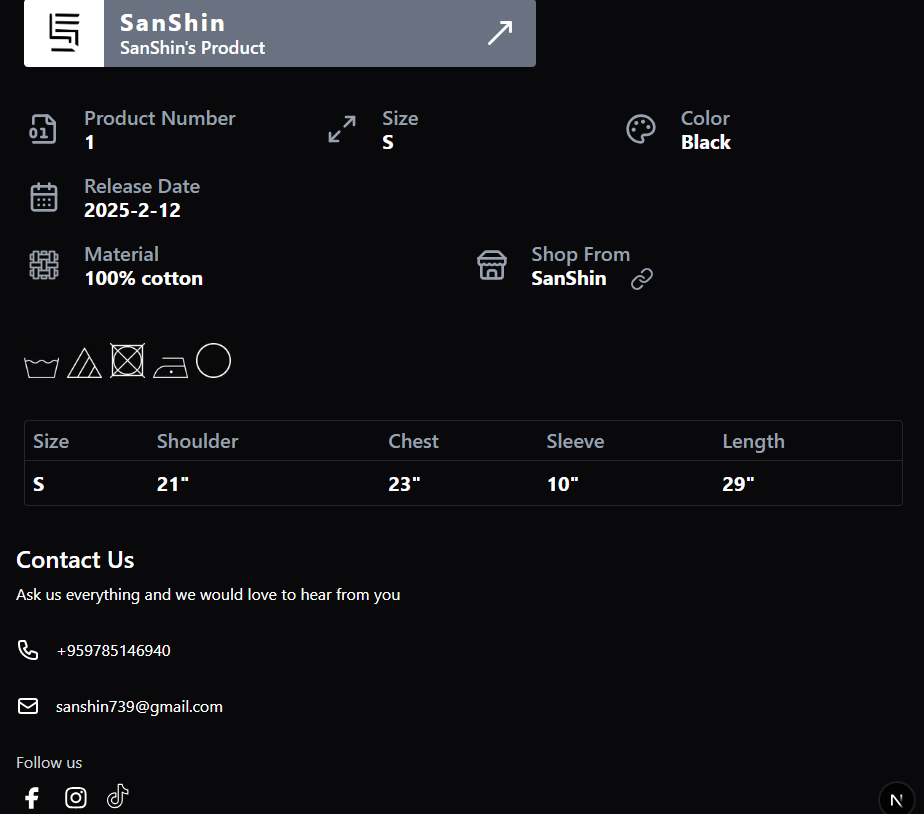 SanShin
SanShin's Product
Product Number
1
Size
S
Color
Black
Release Date
2025-2-12
Material
100% cotton
Shop From
SanShin
Size Shoulder Chest Sleeve Length
S 21" 23" 10" 29"
Contact Us
Ask us everything and we would love to hear from you
+959785146940
sanshin739@gmail.com
Follow us
N